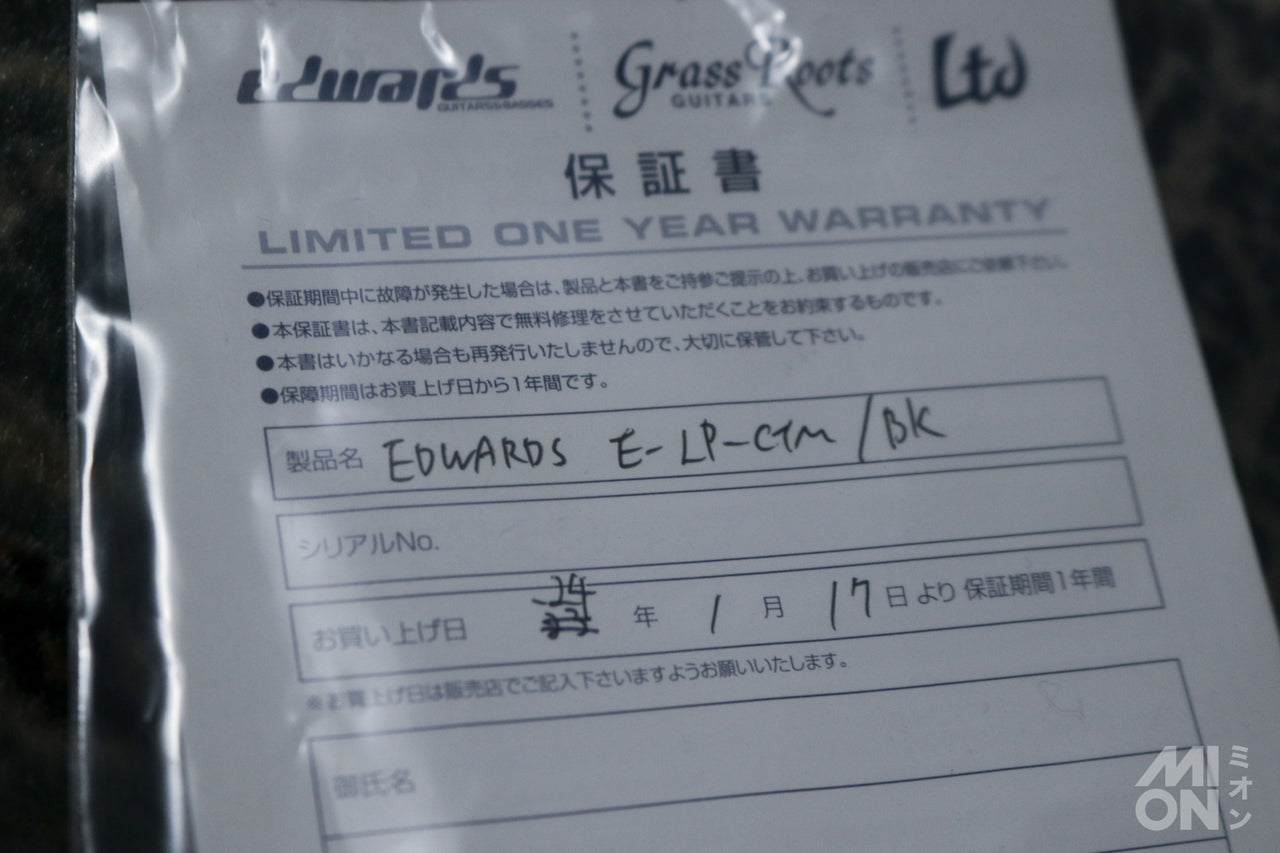 edwards GUITARS&BASSES
Grass Roots GUITARS
Ltd
保証書
LIMITED ONE YEAR WARRANTY
●保証期間中に故障が発生した場合は、製品と本書をご持参ご提示の上、お買い上げの販売店にご依頼下さい。
●本保証書は、本書記載内容で無料修理をさせていただくことをお約束するものです。
●本書はいかなる場合も再発行いたしませんので、大切に保管して下さい。
●保障期間はお買上げ日から1年間です。
製品名 EDWARDS E-LP-CTM/BK
シリアルNo.
お買い上げ日 24年 1月 17日より 保証期間1年間
※お買上げ日は販売店でご記入下さいますようお願いいたします。
御氏名
MION ミオン